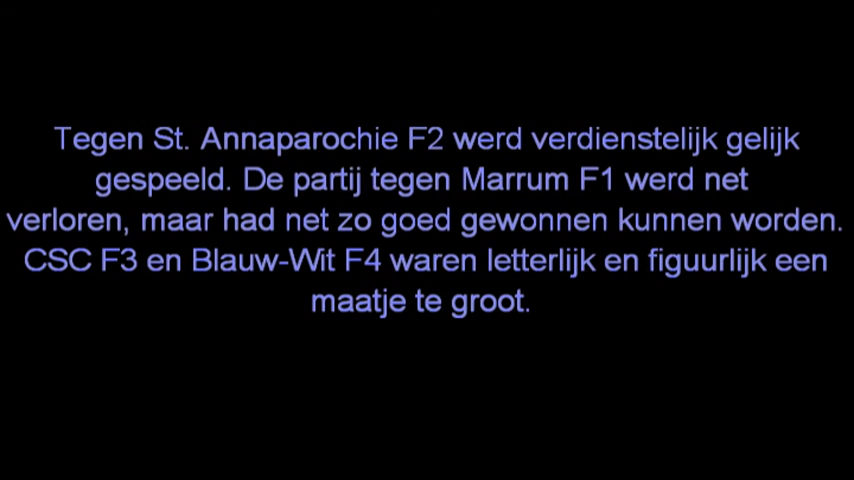 Tegen St. Annaparochie F2 werd verdienstelijk gelijk
gespeeld. De partij tegen Marrum F1 werd net
verloren, maar had net zo goed gewonnen kunnen worden.
CSC F3 en Blauw-Wit F4 waren letterlijk en figuurlijk een
maatje te groot.